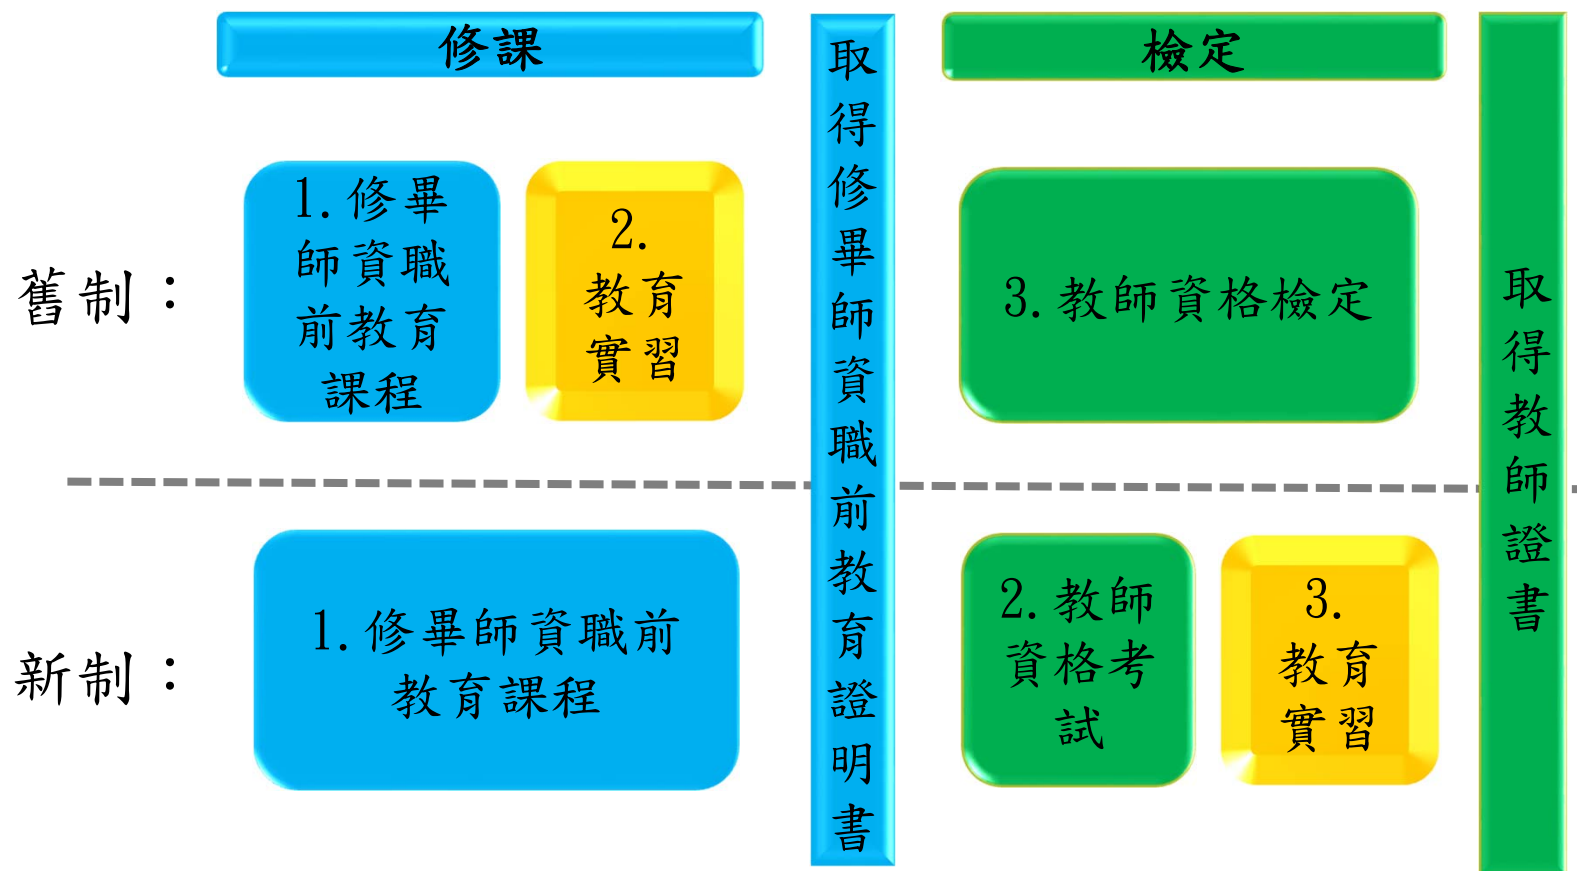 修課
取得修畢師資職前教育證明書
檢定
取得教師證書
舊制：
1.修畢
師資職
前教育
課程
2.
教育
實習
3.教師資格檢定
新制：
1.修畢師資職前
教育課程
2.教師
資格考
試
3.
教育
實習